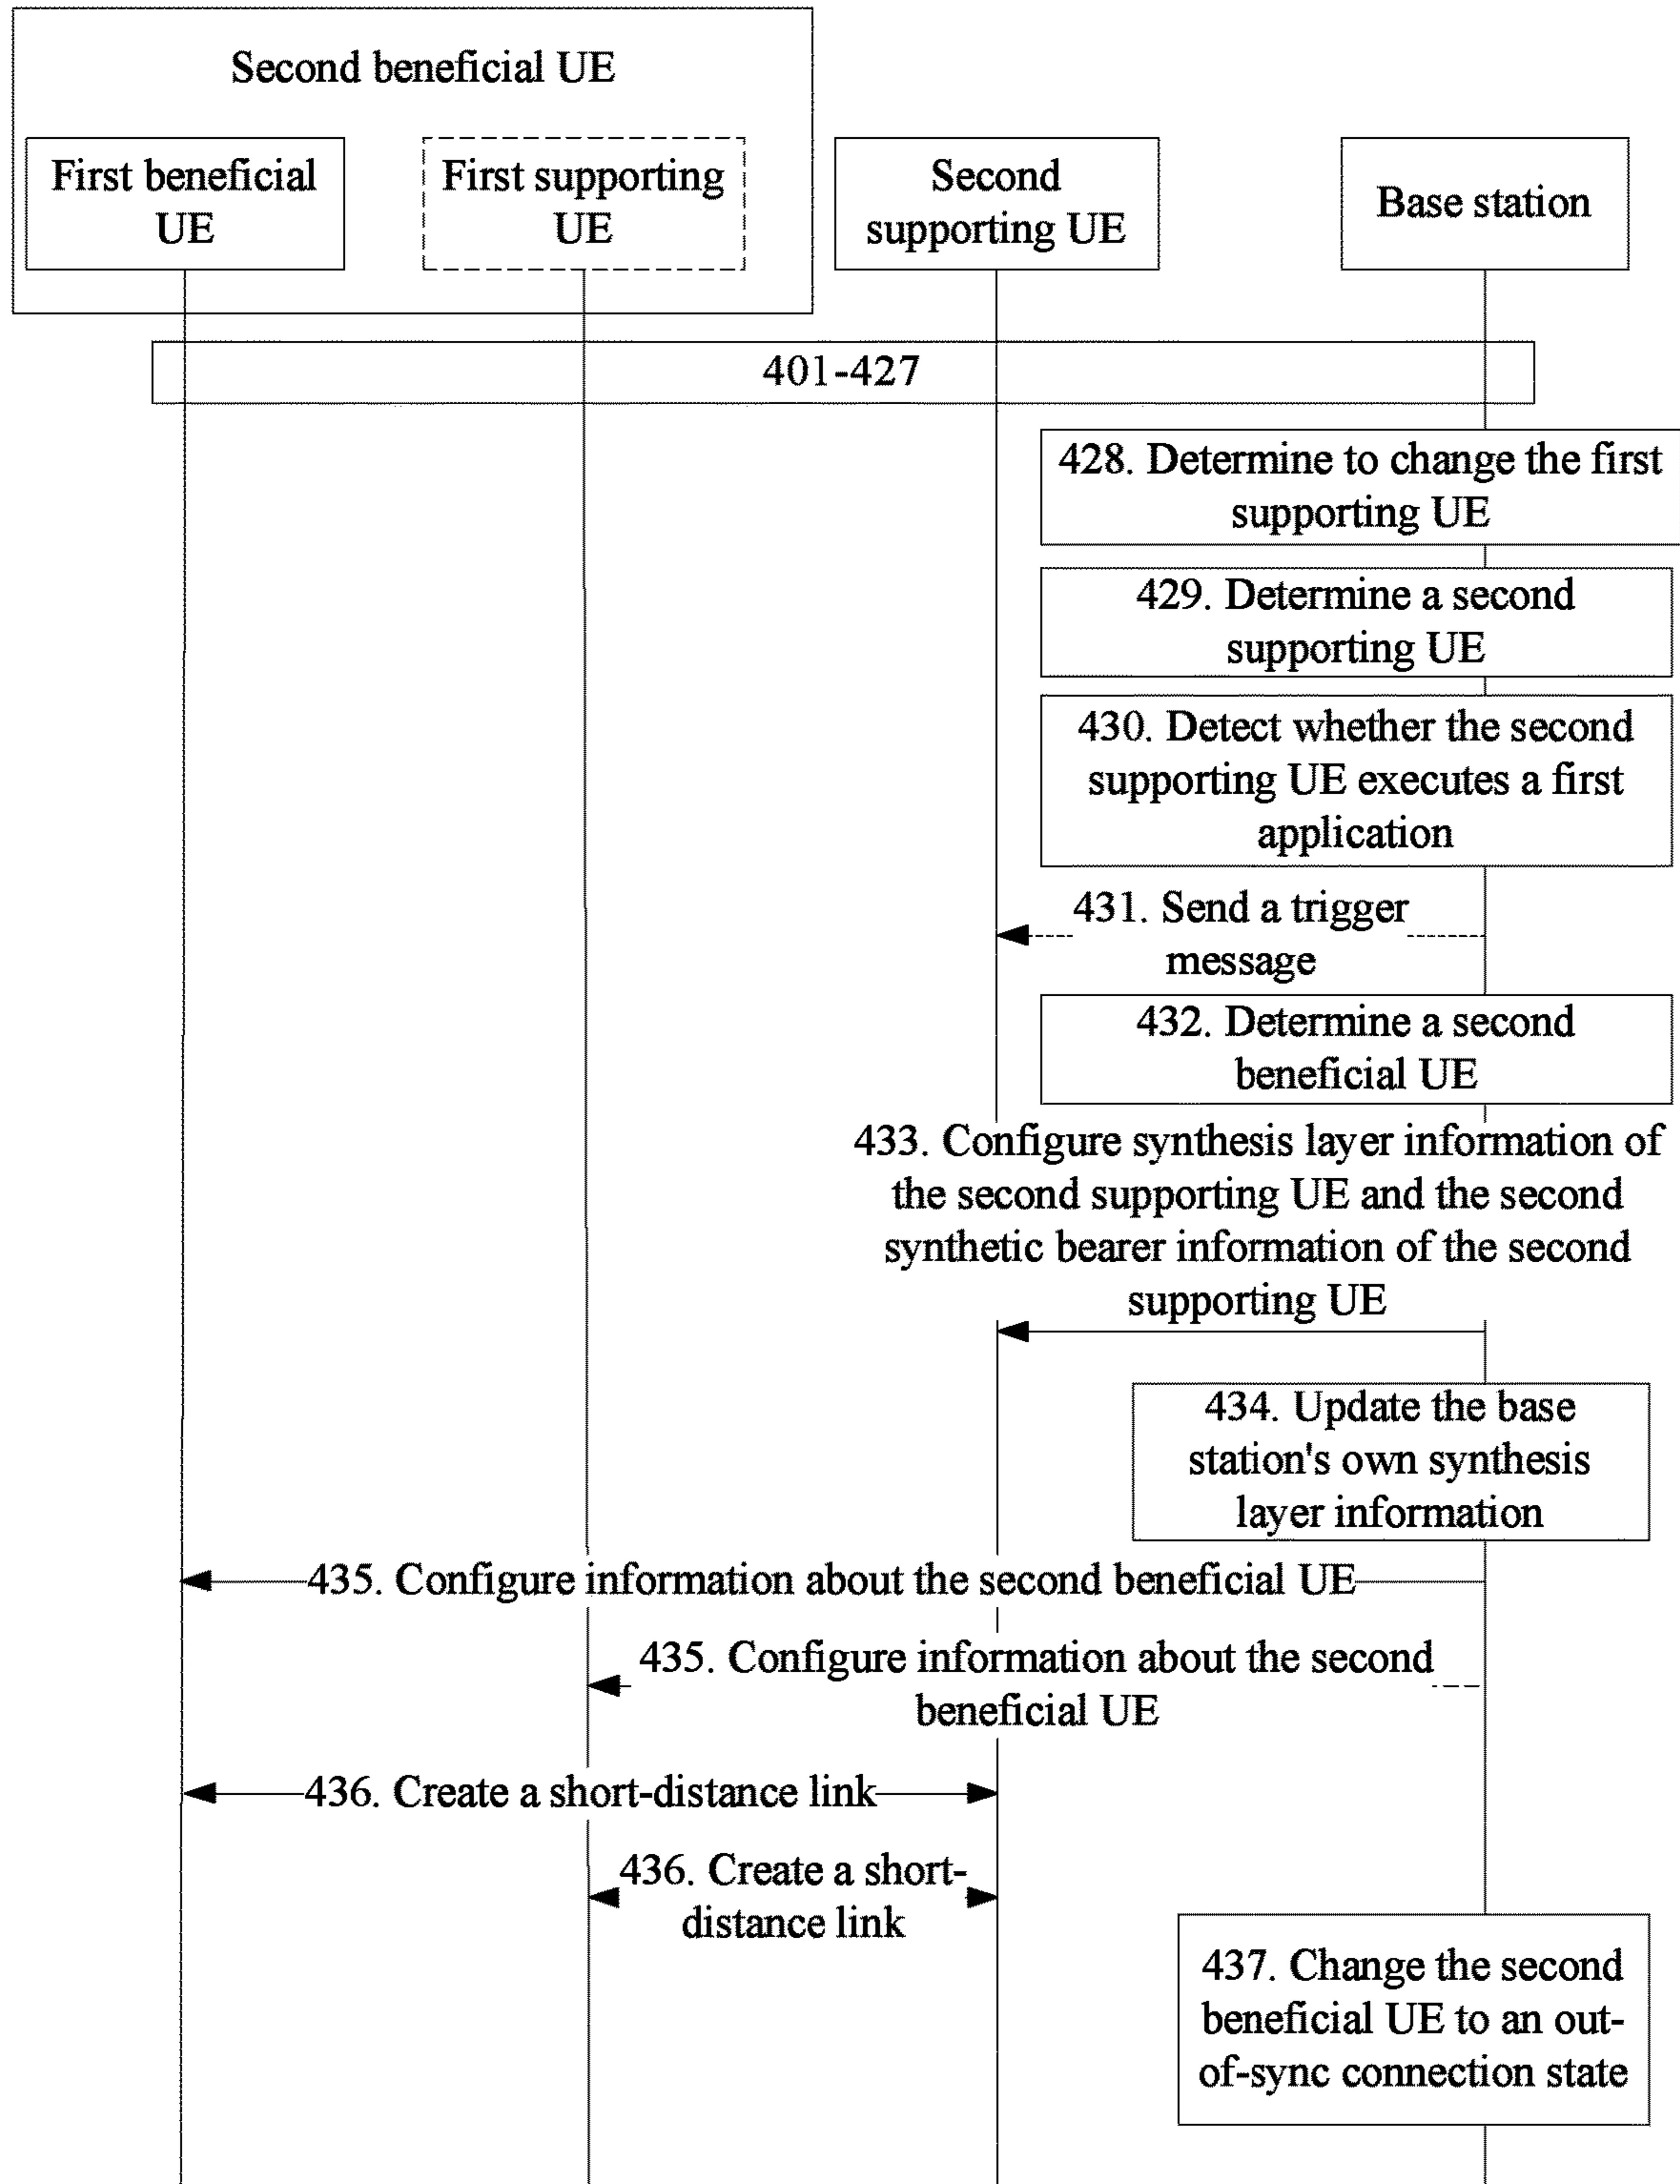 Second beneficial UE
First beneficial
UE
First supporting
UE
Second
supporting UE
Base station
401-427
428. Determine to change the first
supporting UE
429. Determine a second
supporting UE
430. Detect whether the second
supporting UE executes a first
application
431. Send a trigger
message
432. Determine a second
beneficial UE
433. Configure synthesis layer information of
the second supporting UE and the second
synthetic bearer information of the second
supporting UE
434. Update the base
station's own synthesis
layer information
435. Configure information about the second beneficial UE
435. Configure information about the second
beneficial UE
436. Create a short-distance link
436. Create a short-
distance link
437. Change the second
beneficial UE to an out-
of-sync connection state